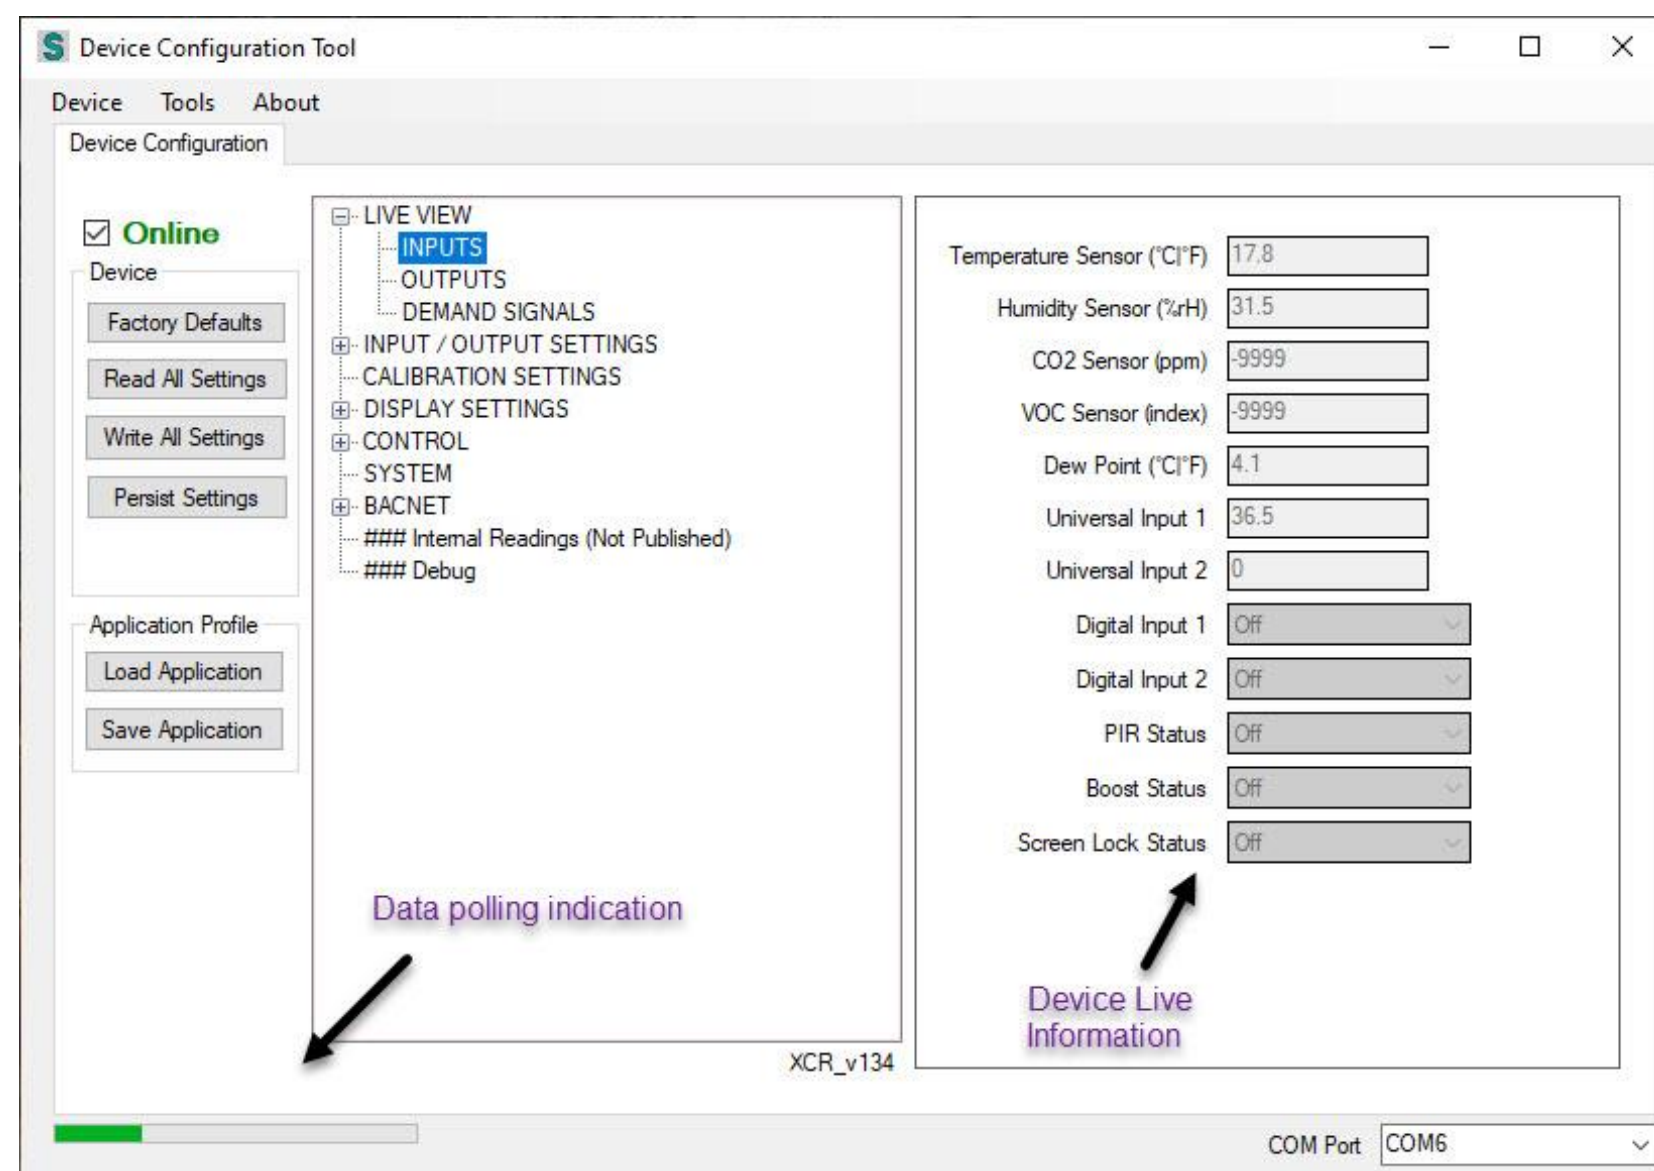 Device Configuration Tool
Device Tools About
Device Configuration
Online
Device
Factory Defaults
Read All Settings
Write All Settings
Persist Settings
Application Profile
Load Application
Save Application
LIVE VIEW
INPUTS
OUTPUTS
DEMAND SIGNALS
INPUT / OUTPUT SETTINGS
CALIBRATION SETTINGS
DISPLAY SETTINGS
CONTROL
SYSTEM
BACNET
### Internal Readings (Not Published)
### Debug
Data polling indication
XCR_v134
Temperature Sensor (°C|°F) 17.8
Humidity Sensor (%rH) 31.5
CO2 Sensor (ppm) -9999
VOC Sensor (index) -9999
Dew Point (°C|°F) 4.1
Universal Input 1 36.5
Universal Input 2 0
Digital Input 1 Off
Digital Input 2 Off
PIR Status Off
Boost Status Off
Screen Lock Status Off
Device Live
Information
COM Port COM6